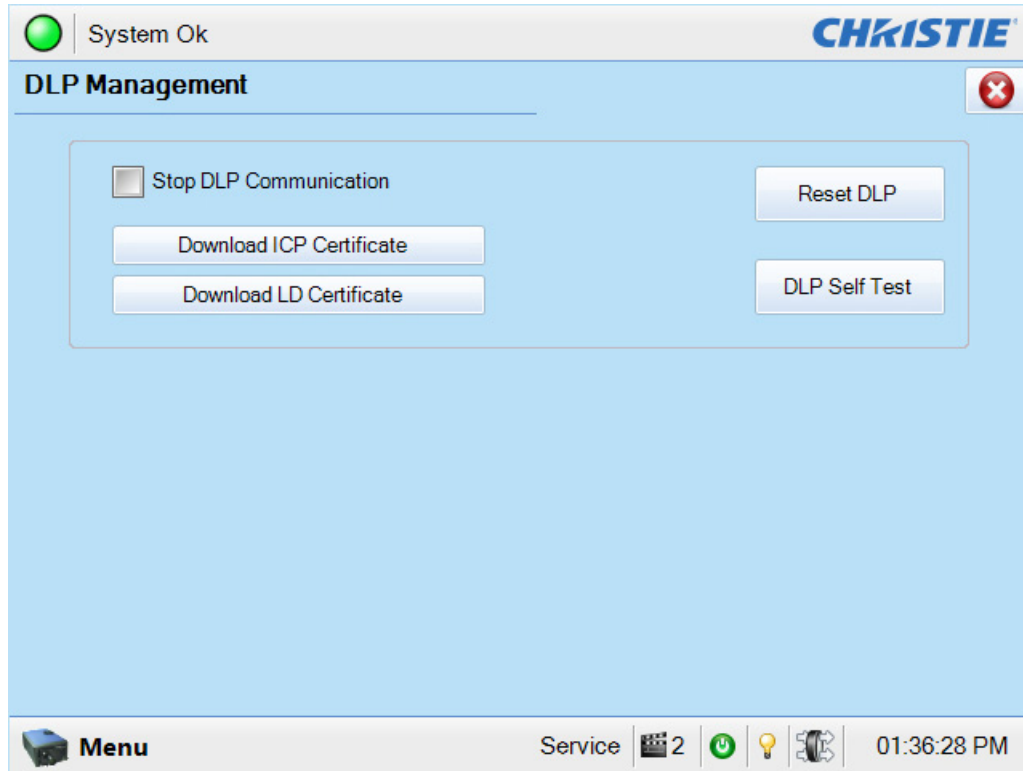 System Ok
CHRISTIE
DLP Management
Stop DLP Communication
Reset DLP
Download ICP Certificate
Download LD Certificate
DLP Self Test
Menu
Service
2
01:36:28 PM